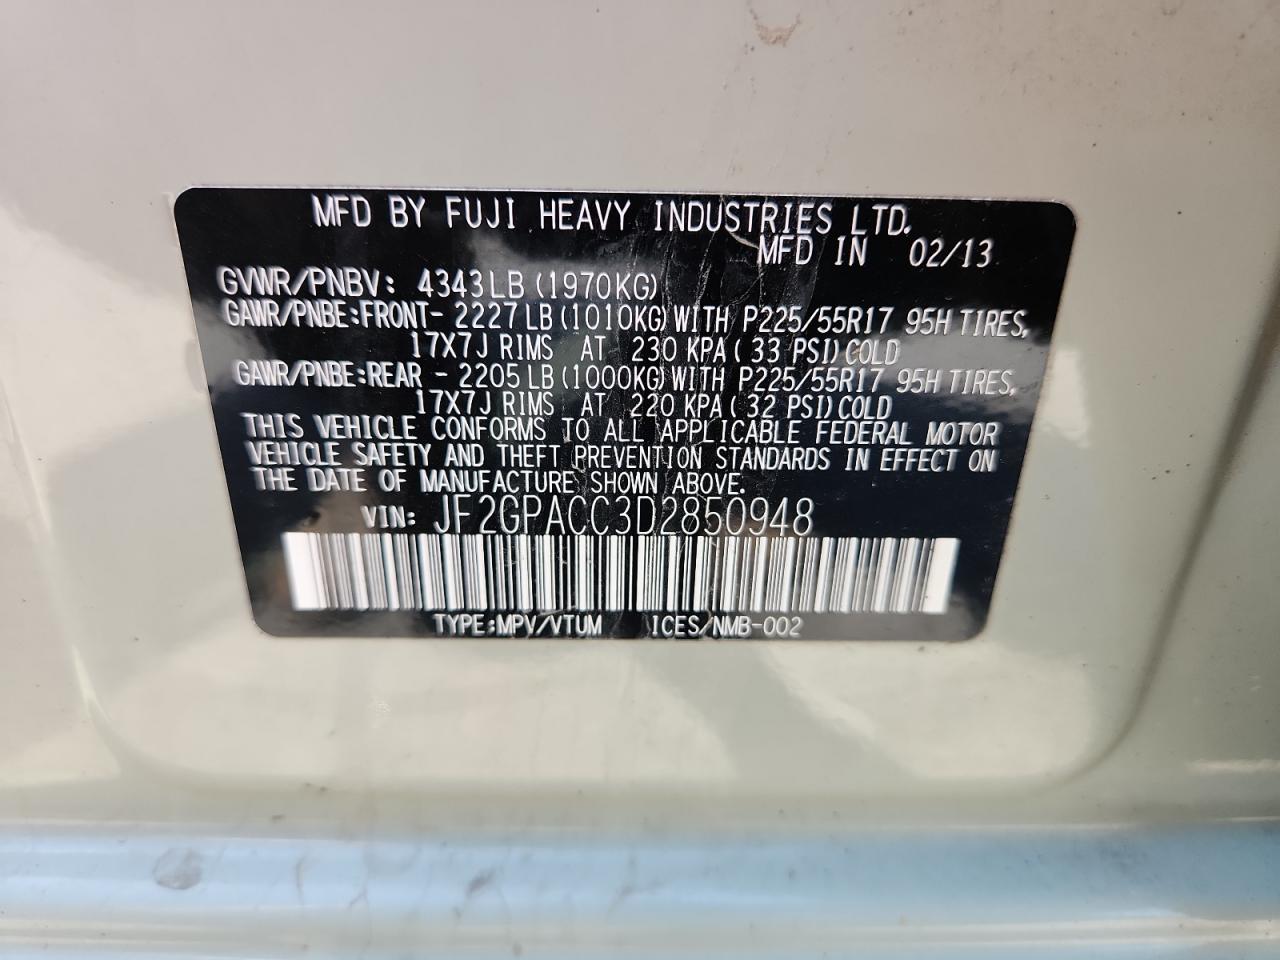 MFD BY FUJI HEAVY INDUSTRIES LTD.
MFD IN 02/13
GVWR/PNBV: 4343LB (1970KG)
GAWR/PNBE:FRONT- 2227 LB (1010KG) WITH P225/55R17 95H TIRES,
17X7J RIMS AT 230 KPA ( 33 PSI) COLD
GAWR/PNBE:REAR - 2205 LB (1000KG) WITH P225/55R17 95H TIRES,
17X7J RIMS AT 220 KPA ( 32 PSI) COLD
THIS VEHICLE CONFORMS TO ALL APPLICABLE FEDERAL MOTOR
VEHICLE SAFETY AND THEFT PREVENTION STANDARDS IN EFFECT ON
THE DATE OF MANUFACTURE SHOWN ABOVE.
VIN: JF2GPACC3D2850948
TYPE:MPV/VTUM ICES/NMB-002